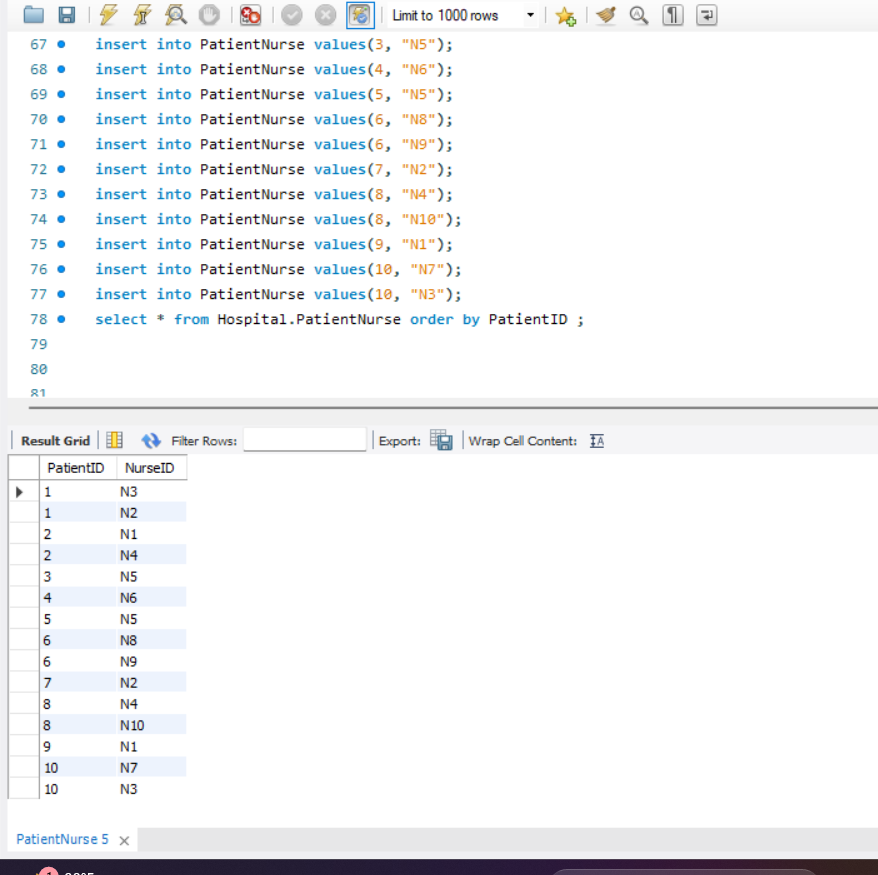 Limit to 1000 rows
67 insert into PatientNurse values(3, "N5");
68 insert into PatientNurse values(4, "N6");
69 insert into PatientNurse values(5, "N5");
70 insert into PatientNurse values(6, "N8");
71 insert into PatientNurse values(6, "N9");
72 insert into PatientNurse values(7, "N2");
73 insert into PatientNurse values(8, "N4");
74 insert into PatientNurse values(8, "N10");
75 insert into PatientNurse values(9, "N1");
76 insert into PatientNurse values(10, "N7");
77 insert into PatientNurse values(10, "N3");
78 select * from Hospital.PatientNurse order by PatientID ;
79
80
81
Result Grid Filter Rows: Export: Wrap Cell Content: IA
PatientID NurseID
1 N3
1 N2
2 N1
2 N4
3 N5
4 N6
5 N5
6 N8
6 N9
7 N2
8 N4
8 N10
9 N1
10 N7
10 N3
PatientNurse 5 ×
1